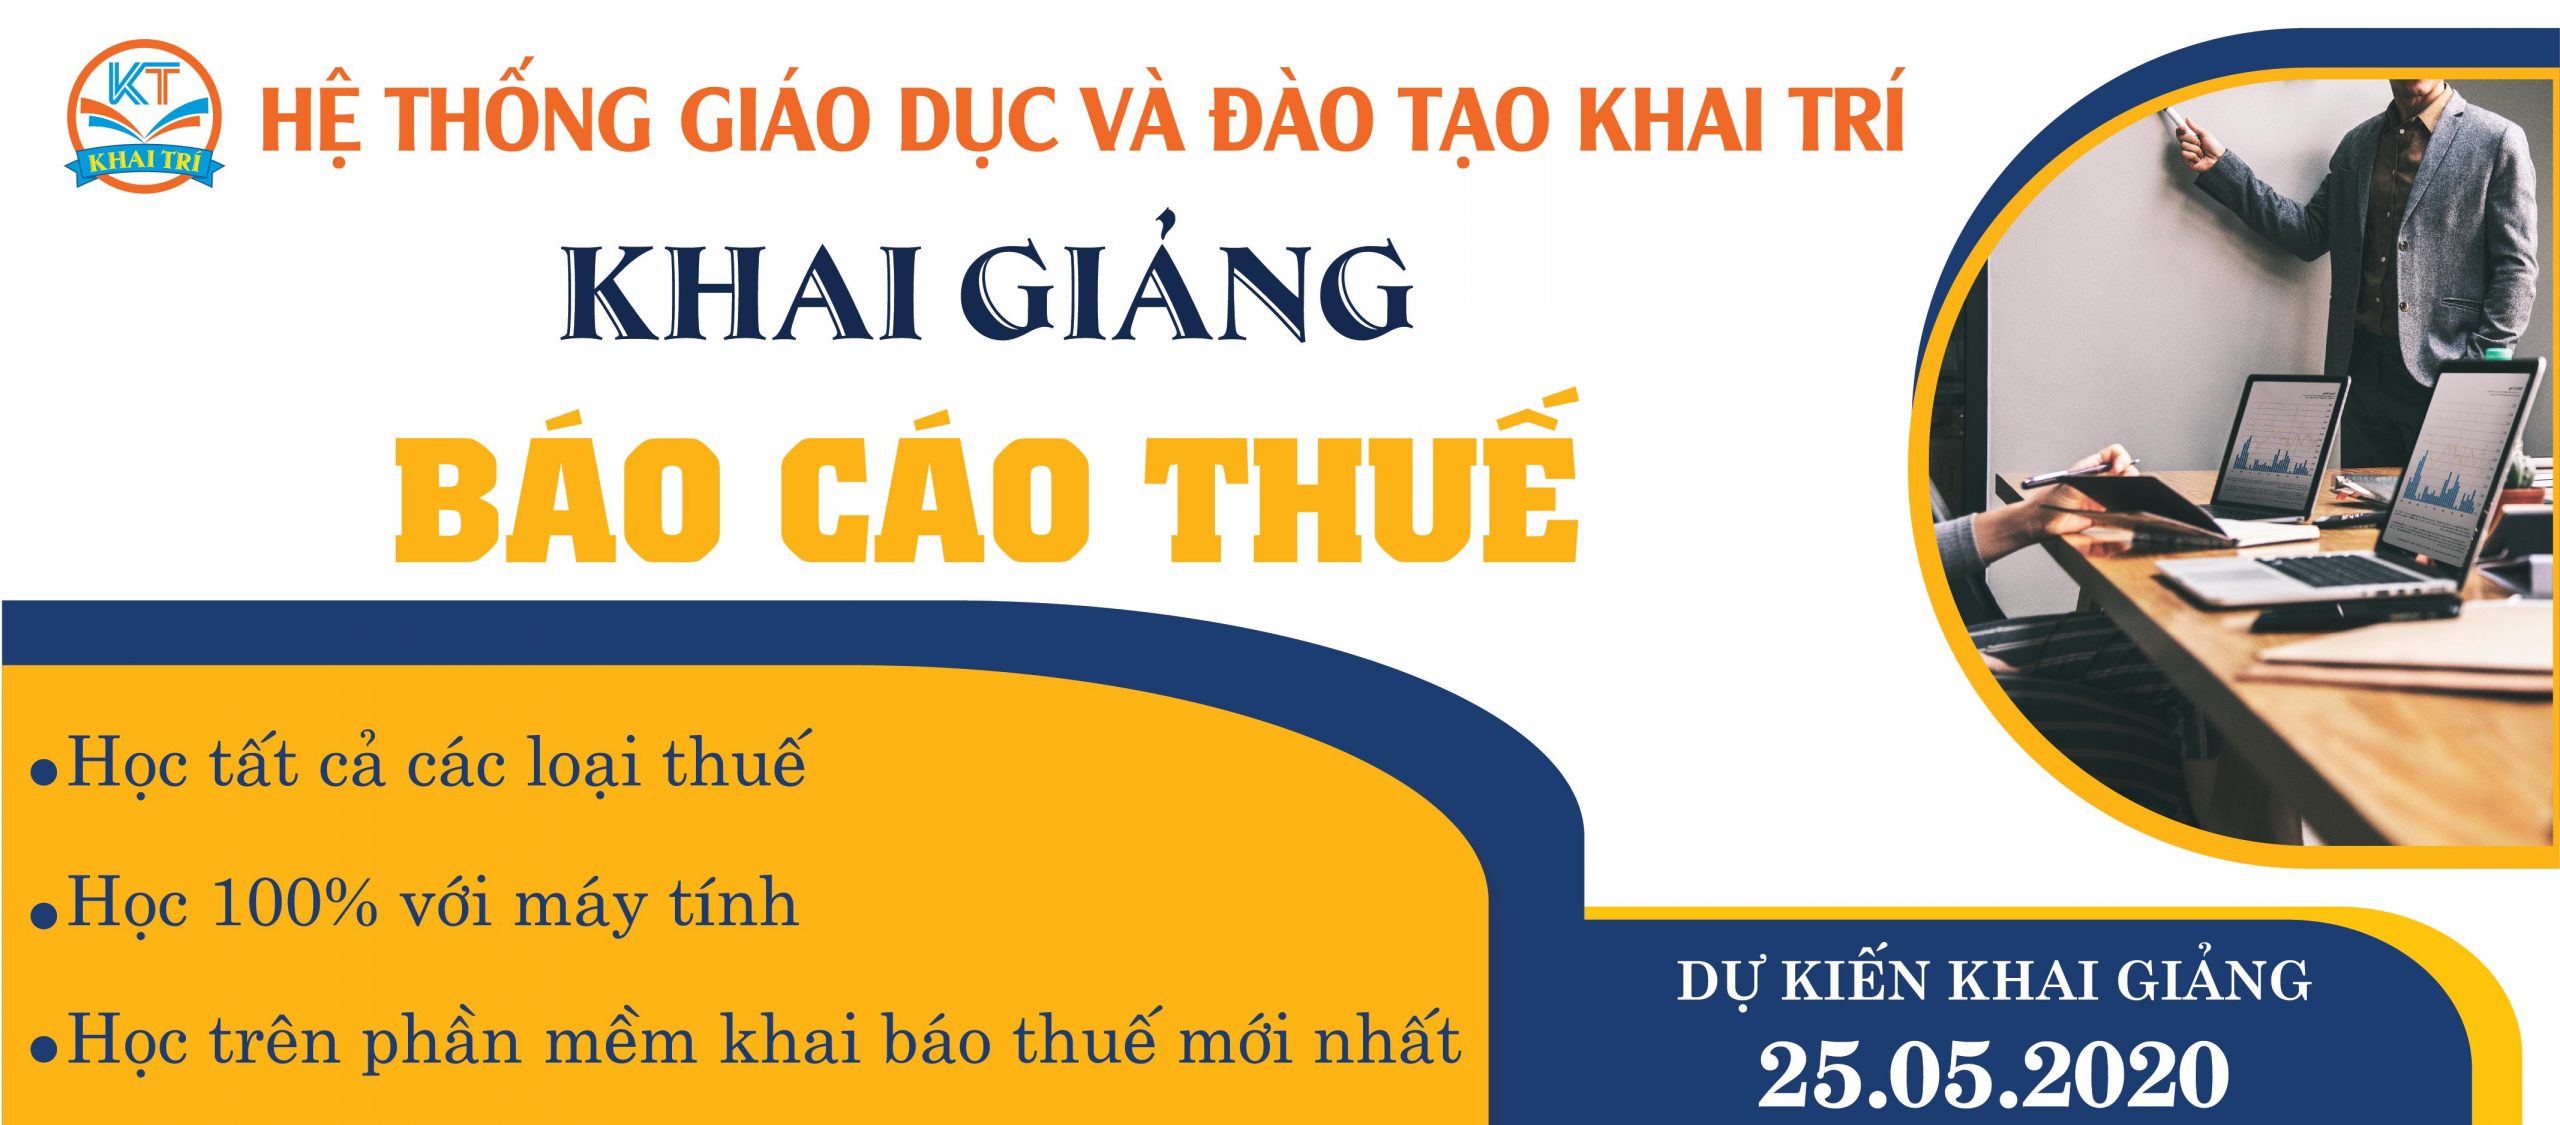 KT
KHAI TRÍ
HỆ THỐNG GIÁO DỤC VÀ ĐÀO TẠO KHAI TRÍ
KHAI GIẢNG
BÁO CÁO THUẾ
•Học tất cả các loại thuế
•Học 100% với máy tính
•Học trên phần mềm khai báo thuế mới nhất
DỰ KIẾN KHAI GIẢNG
25.05.2020